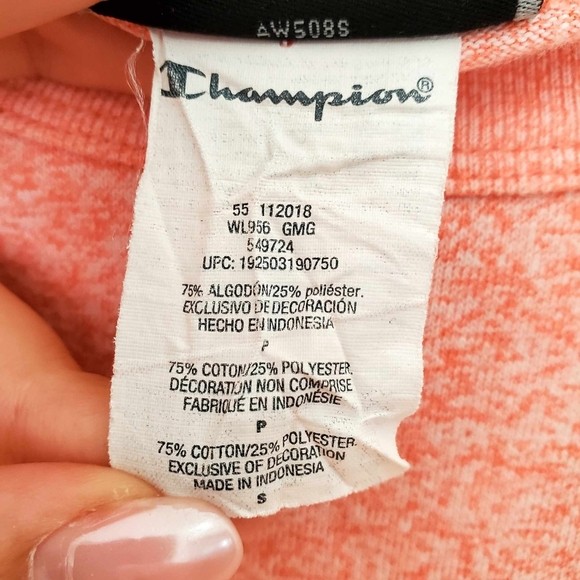 AW508S
Champion®
55 112018
WL956 GMG
549724
UPC: 192503190750
75% ALGODÓN/25% poliéster.
EXCLUSIVO DE DECORACIÓN
HECHO EN INDONESIA
P
75% COTON/25% POLYESTER.
DÉCORATION NON COMPRISE
FABRIQUÉ EN INDONÉSIE
P
75% COTTON/25% POLYESTER.
EXCLUSIVE OF DECORATION
MADE IN INDONESIA
S